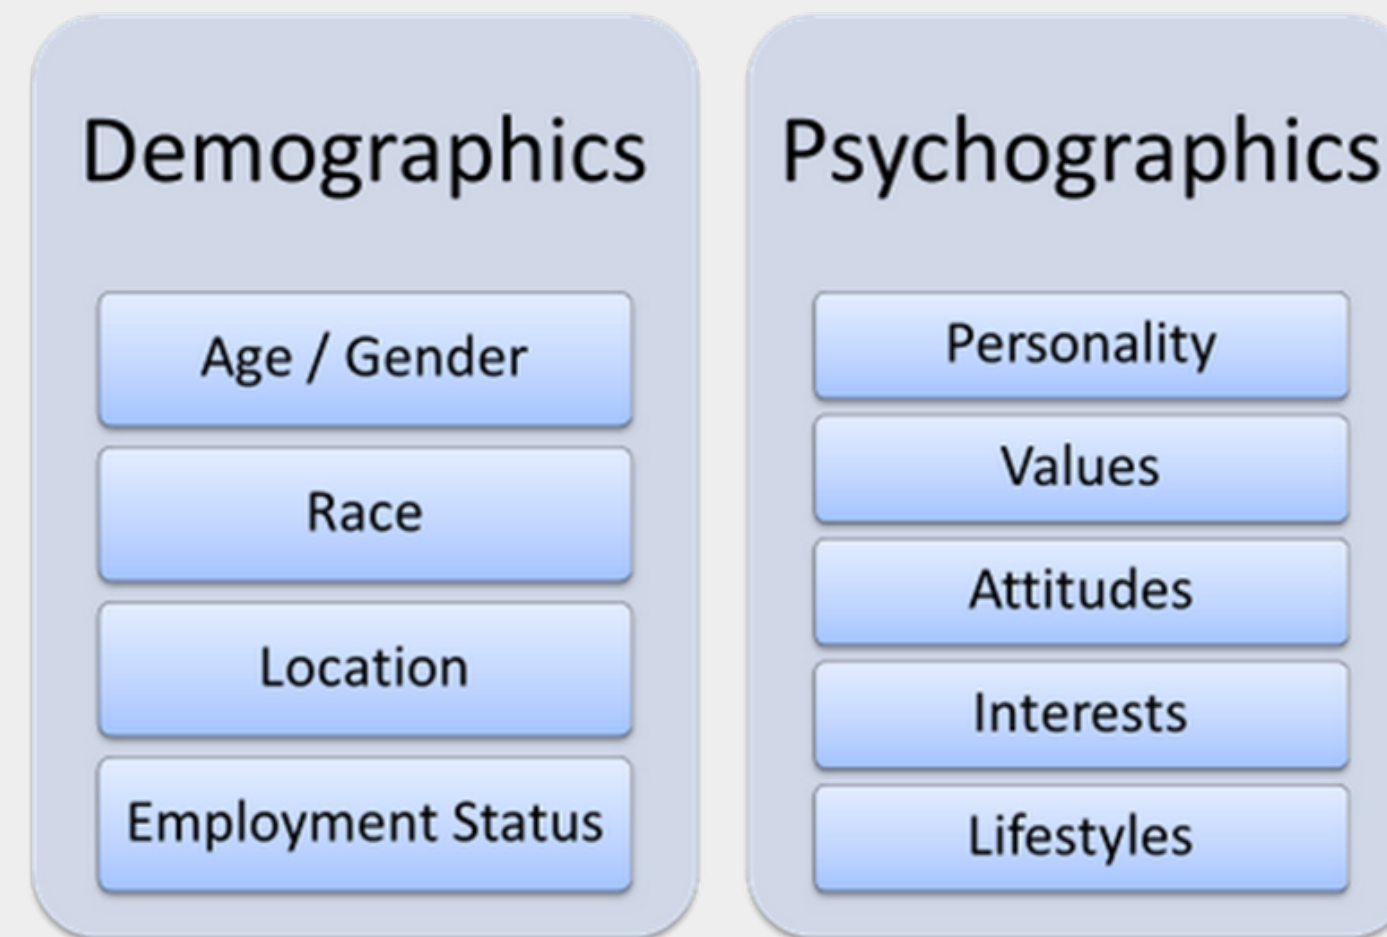 Demographics
Age / Gender
Race
Location
Employment Status
Psychographics
Personality
Values
Attitudes
Interests
Lifestyles